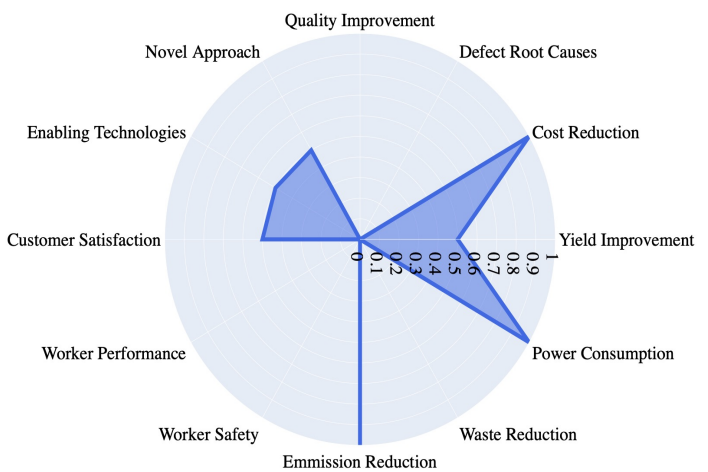 Quality Improvement
Novel Approach
Defect Root Causes
Enabling Technologies
Cost Reduction
Customer Satisfaction
Yield Improvement
0
0.1
0.2
0.3
0.4
0.5
0.6
0.7
0.8
0.9
1
Worker Performance
Power Consumption
Worker Safety
Waste Reduction
Emmission Reduction